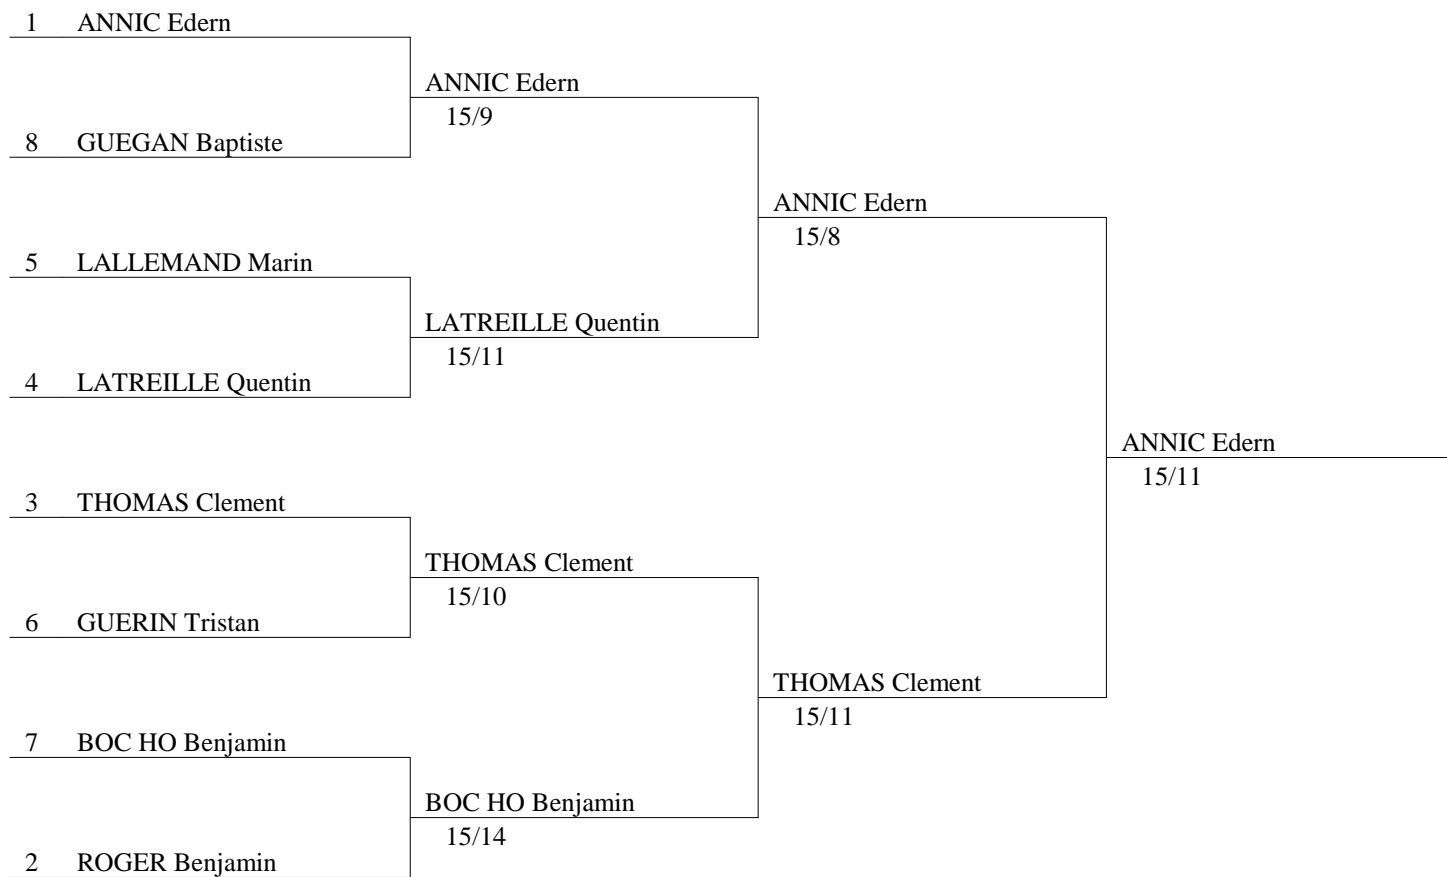 1 ANNIC Edern
ANNIC Edern
15/9
8 GUEGAN Baptiste
ANNIC Edern
15/8
5 LALLEMAND Marin
LATREILLE Quentin
15/11
4 LATREILLE Quentin
ANNIC Edern
15/11
3 THOMAS Clement
THOMAS Clement
15/10
6 GUERIN Tristan
THOMAS Clement
15/11
7 BOC HO Benjamin
BOC HO Benjamin
15/14
2 ROGER Benjamin